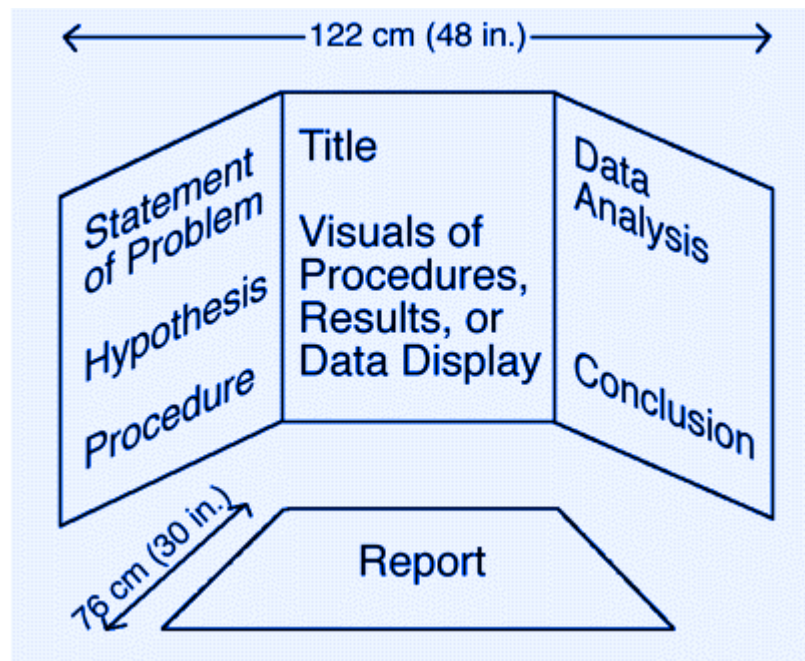 122 cm (48 in.)
Statement
of Problem
Hypothesis
Procedure
Title
Visuals of
Procedures,
Results, or
Data Display
Data
Analysis
Conclusion
76 cm (30 in.)
Report